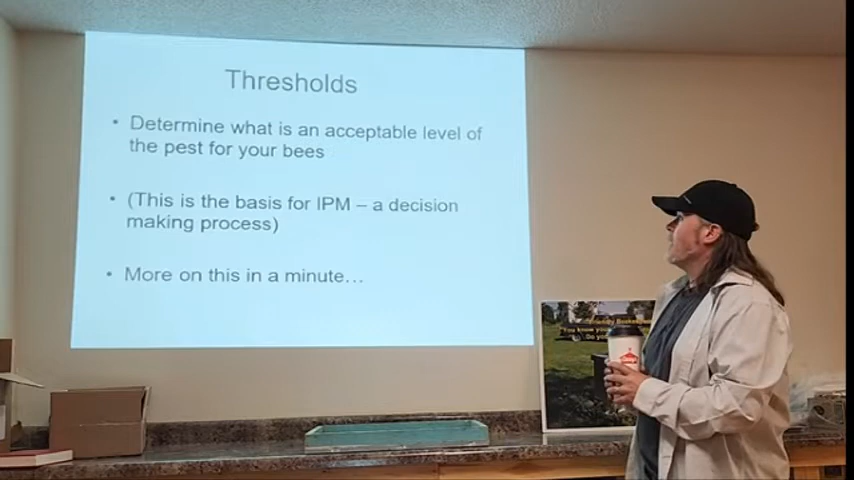 Thresholds
• Determine what is an acceptable level of
the pest for your bees
• (This is the basis for IPM – a decision
making process)
• More on this in a minute…